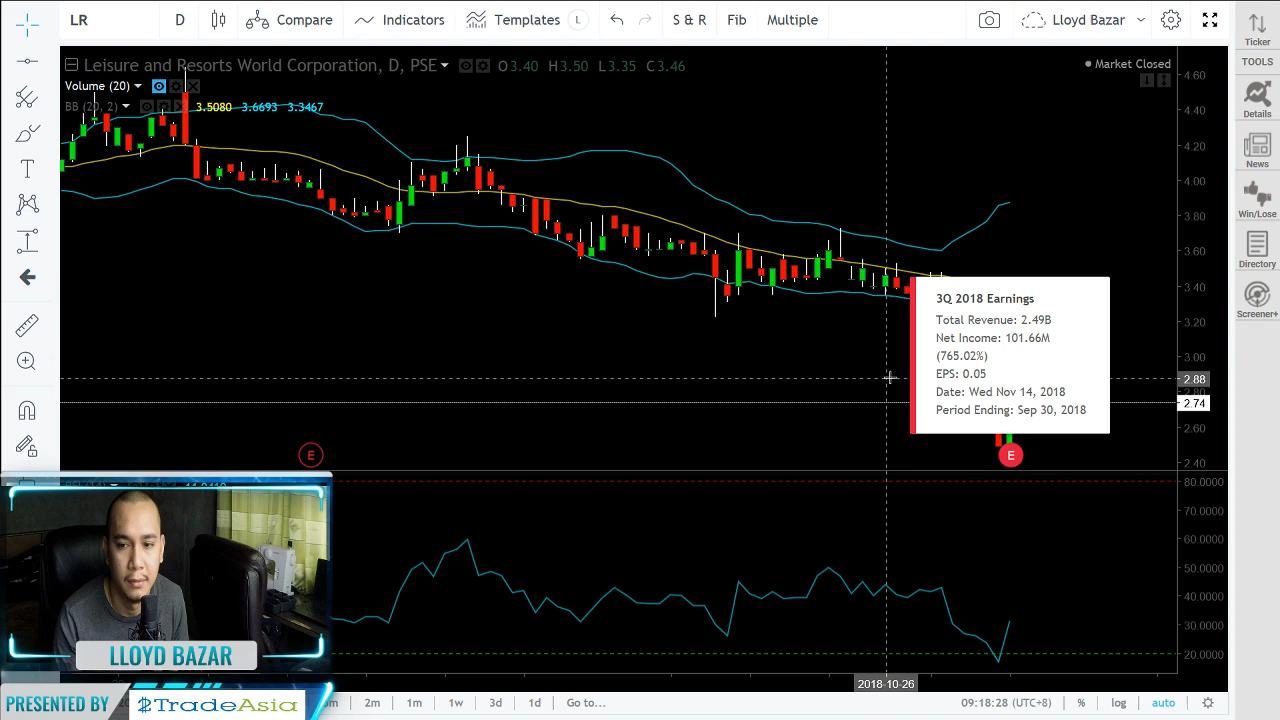 LR
D
Compare
Indicators
Templates
L
S & R
Fib
Multiple
Lloyd Bazar
Ticker
TOOLS
Details
News
Win/Lose
Directory
Screener+
Leisure and Resorts World Corporation, D, PSE
O3.40 H3.50 L3.35 C3.46
Market Closed
Volume (20)
BB (20, 2)
3.5080 3.6693 3.3467
4.60
4.40
4.20
4.00
3.80
3.60
3.40
3.20
3.00
2.88
2.74
2.60
2.40
3Q 2018 Earnings
Total Revenue: 2.49B
Net Income: 101.66M
(765.02%)
EPS: 0.05
Date: Wed Nov 14, 2018
Period Ending: Sep 30, 2018
E
E
80.0000
70.0000
60.0000
50.0000
40.0000
30.0000
20.0000
2018-10-26
LLOYD BAZAR
PRESENTED BY
TradeAsia
2m
1m
1w
3d
1d
Go to...
09:18:28 (UTC+8)
%
log
auto